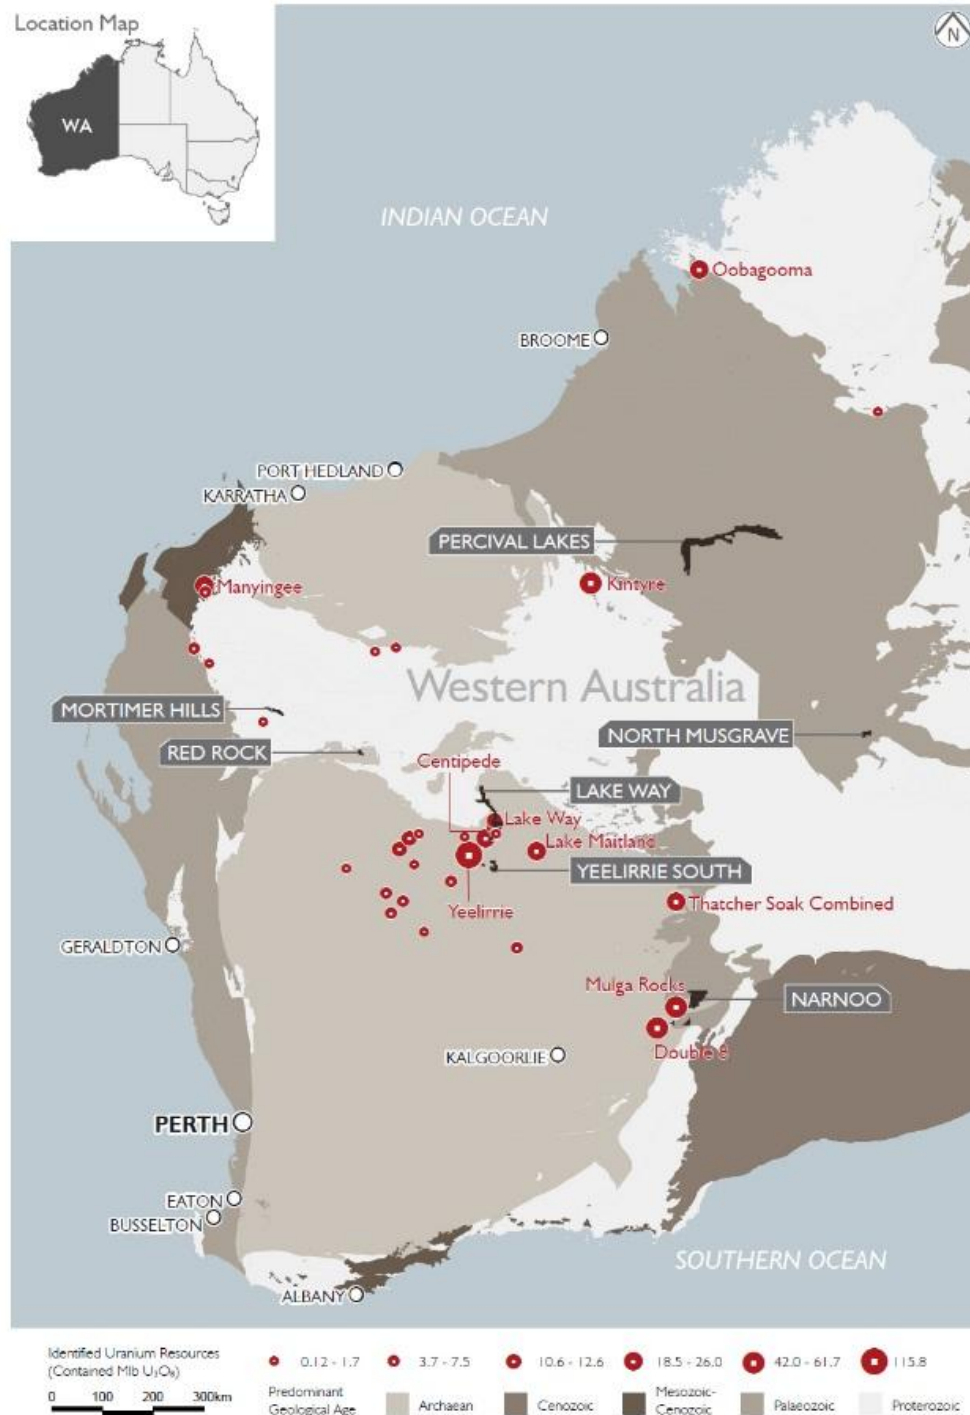 Location Map
WA
N
INDIAN OCEAN
Oobagooma
BROOME
PORT HEDLAND
KARRATHA
PERCIVAL LAKES
Manyingee
Kintyre
Western Australia
MORTIMER HILLS
NORTH MUSGRAVE
RED ROCK
Centipede
LAKE WAY
Lake Way
Lake Maitland
YEELIRRIE SOUTH
Yeelirrie
Thatcher Soak Combined
GERALDTON
Mulga Rocks
NARNOO
Double 8
KALGOORLIE
PERTH
EATON
BUSSELTON
SOUTHERN OCEAN
ALBANY
Identified Uranium Resources
(Contained Mlb U₃O₈)
0.12 - 1.7
3.7 - 7.5
10.6 - 12.6
18.5 - 26.0
42.0 - 61.7
115.8
0 100 200 300km
Predominant
Geological Age
Archaean
Cenozoic
Mesozoic-
Cenozoic
Palaeozoic
Proterozoic